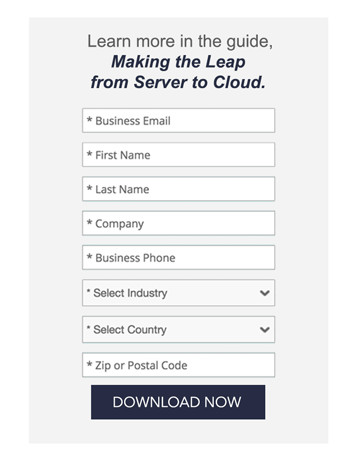 Learn more in the guide,
Making the Leap
from Server to Cloud.
* Business Email
* First Name
* Last Name
* Company
* Business Phone
* Select Industry
* Select Country
* Zip or Postal Code
DOWNLOAD NOW